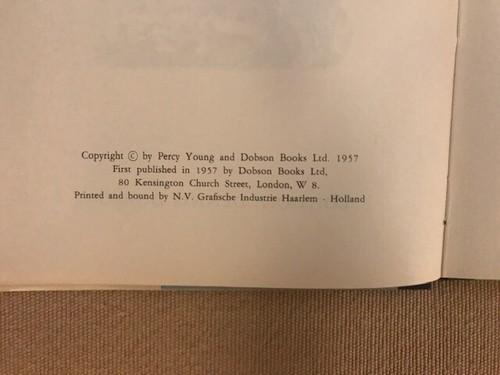 Copyright © by Percy Young and Dobson Books Ltd. 1957
First published in 1957 by Dobson Books Ltd,
80 Kensington Church Street, London, W 8.
Printed and bound by N.V. Grafische Industrie Haarlem - Holland